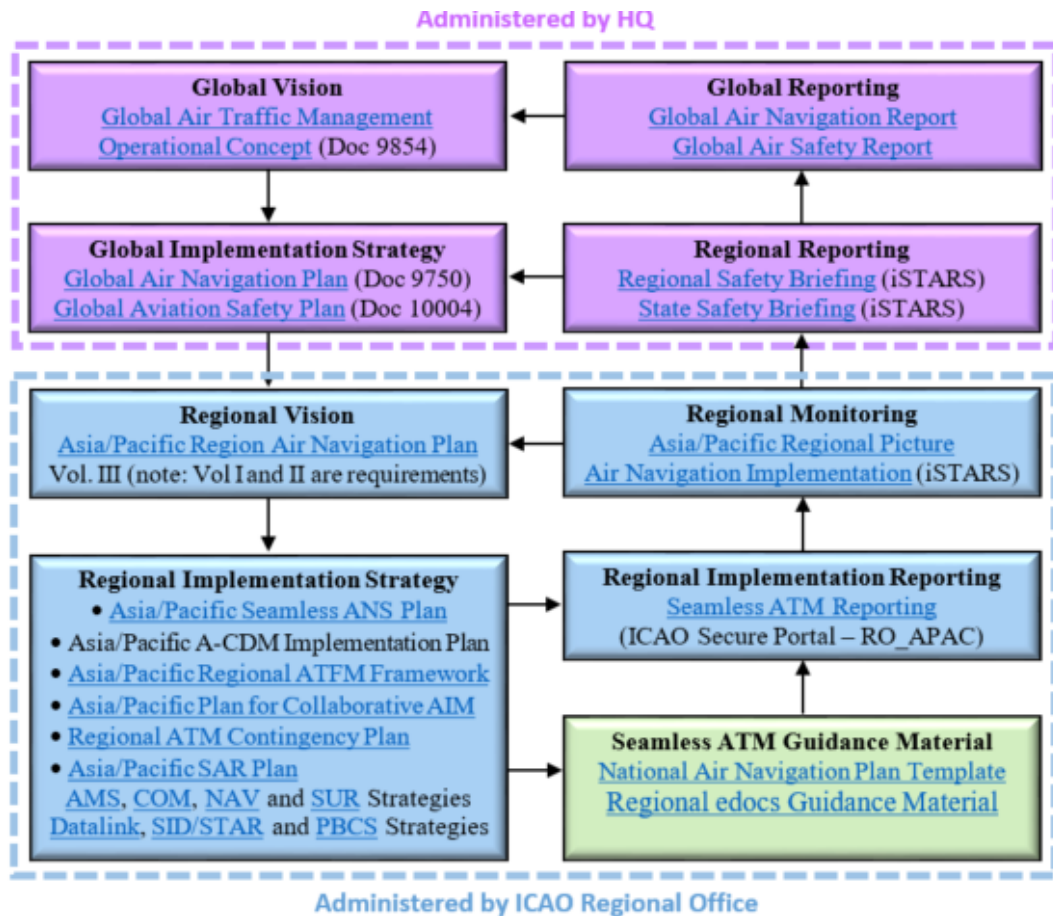 Administered by HQ
Global Vision
Global Air Traffic Management
Operational Concept (Doc 9854)
Global Reporting
Global Air Navigation Report
Global Air Safety Report
Global Implementation Strategy
Global Air Navigation Plan (Doc 9750)
Global Aviation Safety Plan (Doc 10004)
Regional Reporting
Regional Safety Briefing (iSTARS)
State Safety Briefing (iSTARS)
Regional Vision
Asia/Pacific Region Air Navigation Plan
Vol. III (note: Vol I and II are requirements)
Regional Monitoring
Asia/Pacific Regional Picture
Air Navigation Implementation (iSTARS)
Regional Implementation Strategy
• Asia/Pacific Seamless ANS Plan
• Asia/Pacific A-CDM Implementation Plan
• Asia/Pacific Regional ATFM Framework
• Asia/Pacific Plan for Collaborative AIM
• Regional ATM Contingency Plan
• Asia/Pacific SAR Plan
AMS, COM, NAV and SUR Strategies
Datalink, SID/STAR and PBCS Strategies
Regional Implementation Reporting
Seamless ATM Reporting
(ICAO Secure Portal – RO_APAC)
Seamless ATM Guidance Material
National Air Navigation Plan Template
Regional edocs Guidance Material
Administered by ICAO Regional Office